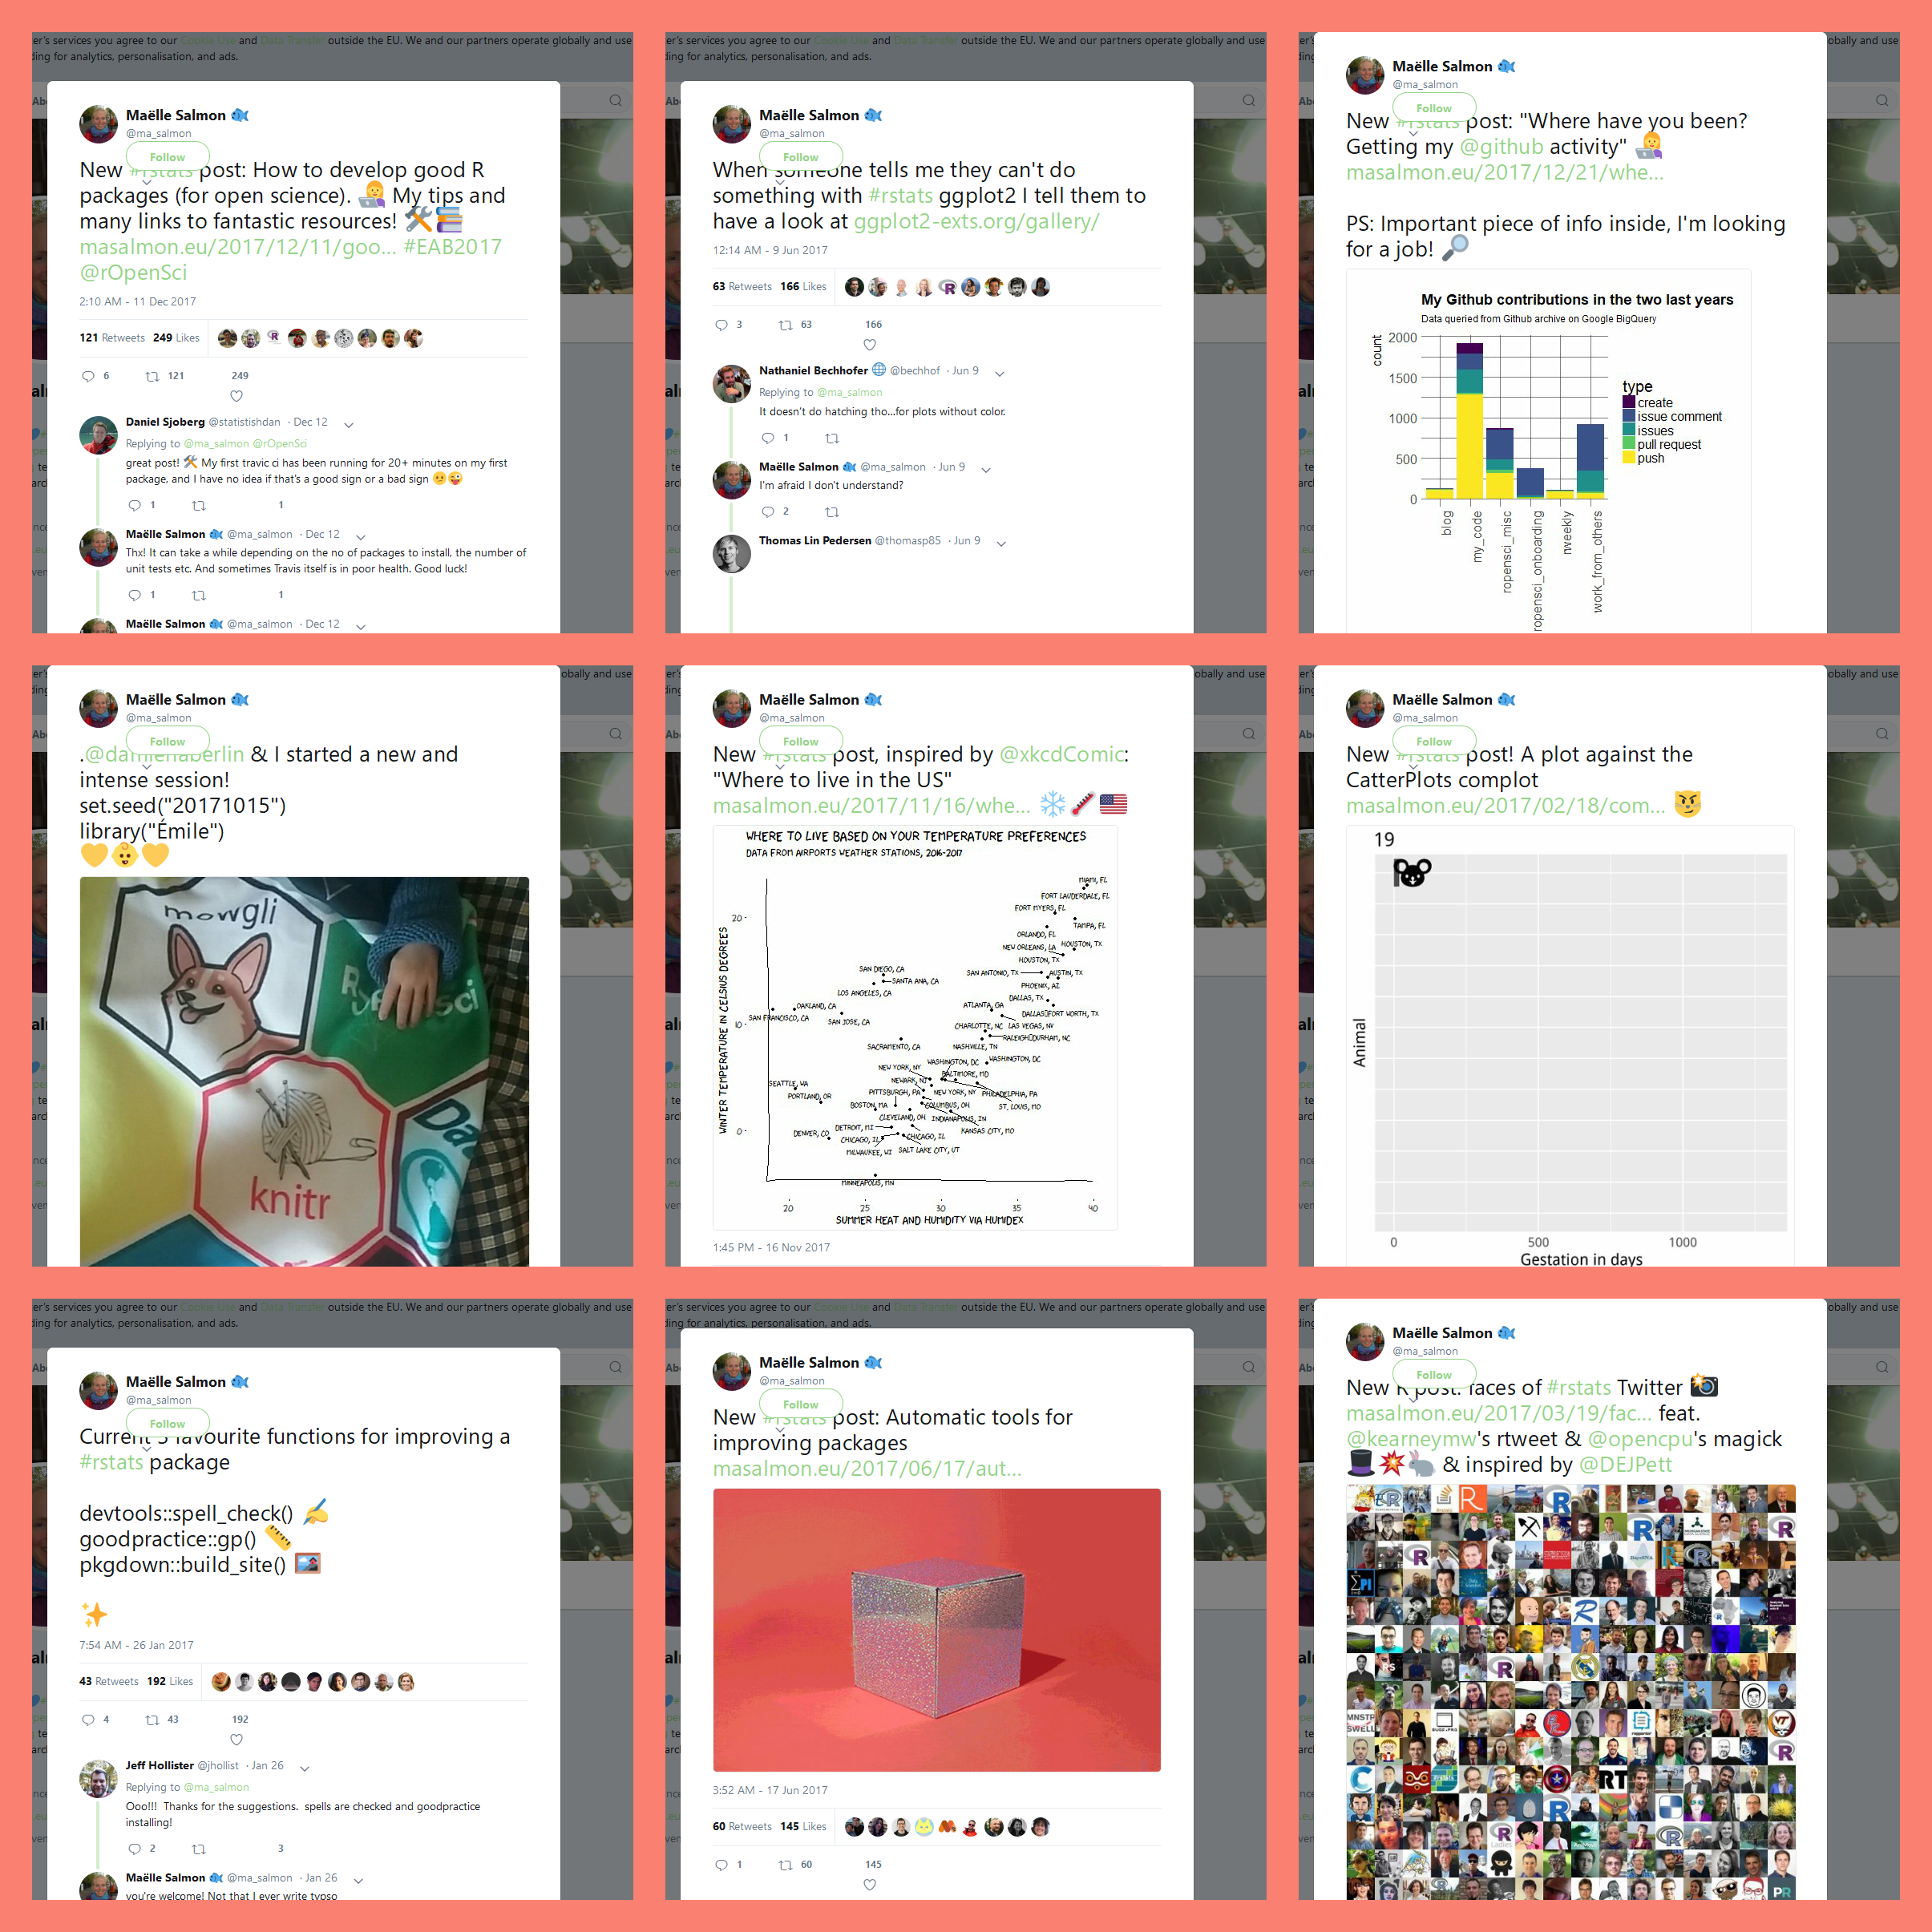 er's services you agree to our Cookie Use and Data Transfer outside the EU. We and our partners operate globally and use
ding for analytics, personalisation, and ads.
Maëlle Salmon
@ma_salmon
Follow
New #rstats post: How to develop good R
packages (for open science). My tips and
many links to fantastic resources!
masalmon.eu/2017/12/11/goo... #EAB2017
@rOpenSci
2:10 AM - 11 Dec 2017
121 Retweets 249 Likes
6 121 249
Daniel Sjoberg @statistishdan · Dec 12
Replying to @ma_salmon @rOpenSci
great post! My first travic ci has been running for 20+ minutes on my first
package, and I have no idea if that's a good sign or a bad sign
1 1
Maëlle Salmon @ma_salmon · Dec 12
Thx! It can take a while depending on the no of packages to install, the number of
unit tests etc. And sometimes Travis itself is in poor health. Good luck!
1 1
Maëlle Salmon @ma_salmon · Dec 12
er's services you agree to our Cookie Use and Data Transfer outside the EU. We and our partners operate globally and use
ding for analytics, personalisation, and ads.
Maëlle Salmon
@ma_salmon
Follow
When someone tells me they can't do
something with #rstats ggplot2 I tell them to
have a look at ggplot2-exts.org/gallery/
12:14 AM - 9 Jun 2017
63 Retweets 166 Likes
3 63 166
Nathaniel Bechhofer @bechhof · Jun 9
Replying to @ma_salmon
It doesn't do hatching tho...for plots without color.
1
Maëlle Salmon @ma_salmon · Jun 9
I'm afraid I don't understand?
2
Thomas Lin Pedersen @thomasp85 · Jun 9
obally and use
Maëlle Salmon
@ma_salmon
Follow
New #rstats post: "Where have you been?
Getting my @github activity"
masalmon.eu/2017/12/21/whe...
PS: Important piece of info inside, I'm looking
for a job!
My Github contributions in the two last years
Data queried from Github archive on Google BigQuery
count
2000
1500
1000
500
0
type
create
issue comment
issues
pull request
push
blog
my_code
ropensci_misc
ropensci_onboarding
rweekly
work_from_others
Maëlle Salmon
@ma_salmon
Follow
.@damienaberlin & I started a new and
intense session!
set.seed("20171015")
library("Émile")
mowgli
knitr
Da
obally and use
Maëlle Salmon
@ma_salmon
Follow
New #rstats post, inspired by @xkcdComic:
"Where to live in the US"
masalmon.eu/2017/11/16/whe...
WHERE TO LIVE BASED ON YOUR TEMPERATURE PREFERENCES
DATA FROM AIRPORTS WEATHER STATIONS, 2016-2017
WINTER TEMPERATURE IN CELSIUS DEGREES
20
10
0
MIAMI, FL
FORT LAUDERDALE, FL
FORT MYERS, FL
TAMPA, FL
ORLANDO, FL
NEW ORLEANS, LA HOUSTON, TX
HOUSTON, TX
SAN DIEGO, CA
SAN ANTONIO, TX AUSTIN, TX
SANTA ANA, CA
PHOENIX, AZ
LOS ANGELES, CA
DALLAS, TX
OAKLAND, CA
ATLANTA, GA
DALLAS▯FORT WORTH, TX
SAN FRANCISCO, CA
SAN JOSE, CA
CHARLOTTE, NC LAS VEGAS, NV
RALEIGH▯DURHAM, NC
SACRAMENTO, CA
NASHVILLE, TN
WASHINGTON, DC WASHINGTON, DC
NEW YORK, NY
BALTIMORE, MD
SEATTLE, WA
NEWARK, NJ
PORTLAND, OR
PITTSBURGH, PA NEW YORK, NY PHILADELPHIA, PA
BOSTON, MA COLUMBUS, OH ST. LOUIS, MO
CLEVELAND, OH INDIANAPOLIS, IN
DENVER, CO DETROIT, MI KANSAS CITY, MO
CHICAGO, IL CHICAGO, IL
MILWAUKEE, WI SALT LAKE CITY, UT
MINNEAPOLIS, MN
20 25 30 35 40
SUMMER HEAT AND HUMIDITY VIA HUMIDEX
1:45 PM - 16 Nov 2017
obally and use
Maëlle Salmon
@ma_salmon
Follow
New #rstats post! A plot against the
CatterPlots complot
masalmon.eu/2017/02/18/com...
19
Animal
0 500 1000
Gestation in days
er's services you agree to our Cookie Use and Data Transfer outside the EU. We and our partners operate globally and use
ding for analytics, personalisation, and ads.
Maëlle Salmon
@ma_salmon
Follow
Current 3 favourite functions for improving a
#rstats package
devtools::spell_check()
goodpractice::gp()
pkgdown::build_site()
7:54 AM - 26 Jan 2017
43 Retweets 192 Likes
4 43 192
Jeff Hollister @jhollist · Jan 26
Replying to @ma_salmon
Ooo!!! Thanks for the suggestions. spells are checked and goodpractice
installing!
2 3
Maëlle Salmon @ma_salmon · Jan 26
you're welcome! Not that I ever write typso
er's services you agree to our Cookie Use and Data Transfer outside the EU. We and our partners operate globally and use
ding for analytics, personalisation, and ads.
Maëlle Salmon
@ma_salmon
Follow
New #rstats post: Automatic tools for
improving packages
masalmon.eu/2017/06/17/aut...
3:52 AM - 17 Jun 2017
60 Retweets 145 Likes
1 60 145
obally and use
Maëlle Salmon
@ma_salmon
Follow
New R post: faces of #rstats Twitter
masalmon.eu/2017/03/19/fac... feat.
@kearneymw's rtweet & @opencpu's magick
& inspired by @DEJPett